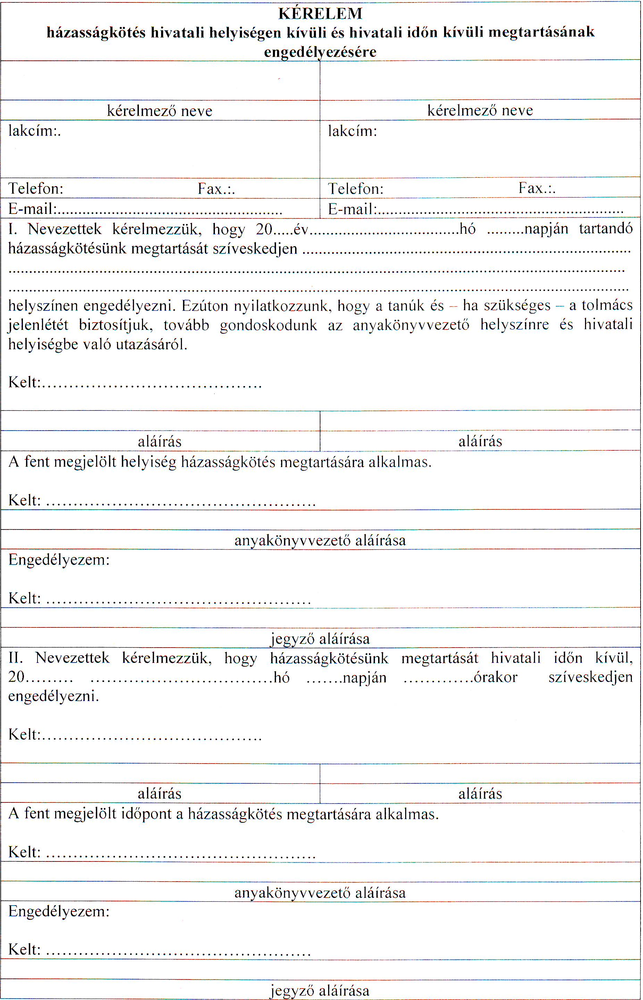 KÉRELEM
házasságkötés hivatali helyiségen kívüli és hivatali időn kívüli megtartásának
engedélyezésére
kérelmező neve kérelmező neve
lakcím:. lakcím:
Telefon: Fax.:. Telefon: Fax.:.
E-mail:...................................................... E-mail:...........................................................
I. Nevezettek kérelmezzük, hogy 20.....év....................................hó .........napján tartandó
házasságkötésünk megtartását szíveskedjen ...............................................................................
....................................................................................................................................................
.....................................................................................................................................................
helyszínen engedélyezni. Ezúton nyilatkozzunk, hogy a tanúk és – ha szükséges – a tolmács
jelenlétét biztosítjuk, tovább gondoskodunk az anyakönyvvezető helyszínre és hivatali
helyiségbe való utazásáról.
Kelt:........................................
aláírás aláírás
A fent megjelölt helyiség házasságkötés megtartására alkalmas.
Kelt: .................................................
anyakönyvvezető aláírása
Engedélyezem:
Kelt: ................................................
jegyző aláírása
II. Nevezettek kérelmezzük, hogy házasságkötésünk megtartását hivatali időn kívül,
20......... .................................hó .......napján .............órakor szíveskedjen
engedélyezni.
Kelt:........................................
aláírás aláírás
A fent megjelölt időpont a házasságkötés megtartására alkalmas.
Kelt: .................................................
anyakönyvvezető aláírása
Engedélyezem:
Kelt: ................................................
jegyző aláírása